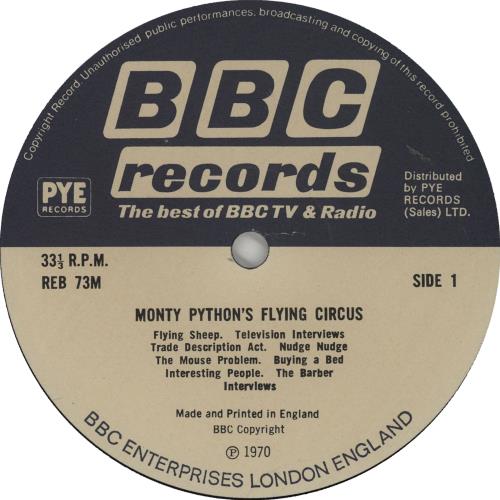 Copyright Record. Unauthorised public performances, broadcasting and copying of this record prohibited
BBC
records
The best of BBC TV & Radio
PYE
RECORDS
Distributed
by PYE
RECORDS
(Sales) LTD.
33⅓ R.P.M.
REB 73M
SIDE 1
MONTY PYTHON'S FLYING CIRCUS
Flying Sheep. Television Interviews
Trade Description Act. Nudge Nudge
The Mouse Problem. Buying a Bed
Interesting People. The Barber
Interviews
Made and Printed in England
BBC Copyright
℗ 1970
BBC ENTERPRISES LONDON ENGLAND